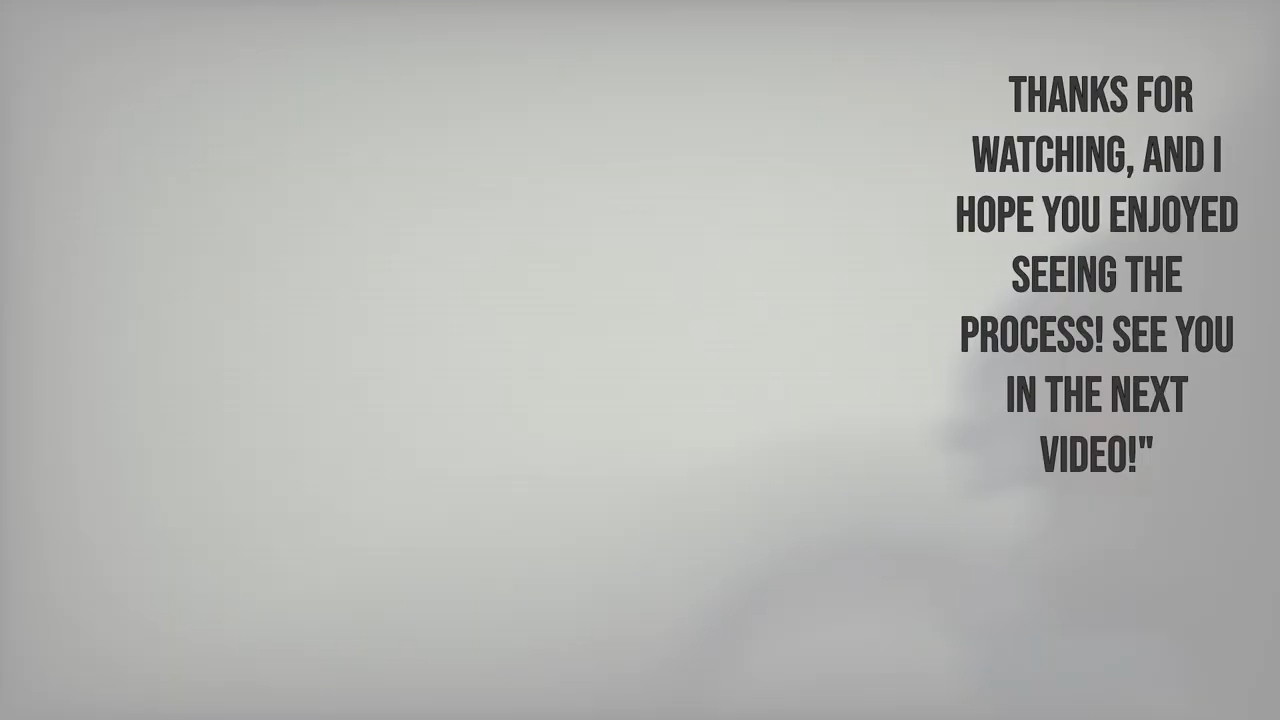 THANKS FOR
WATCHING, AND I
HOPE YOU ENJOYED
SEEING THE
PROCESS! SEE YOU
IN THE NEXT
VIDEO!"